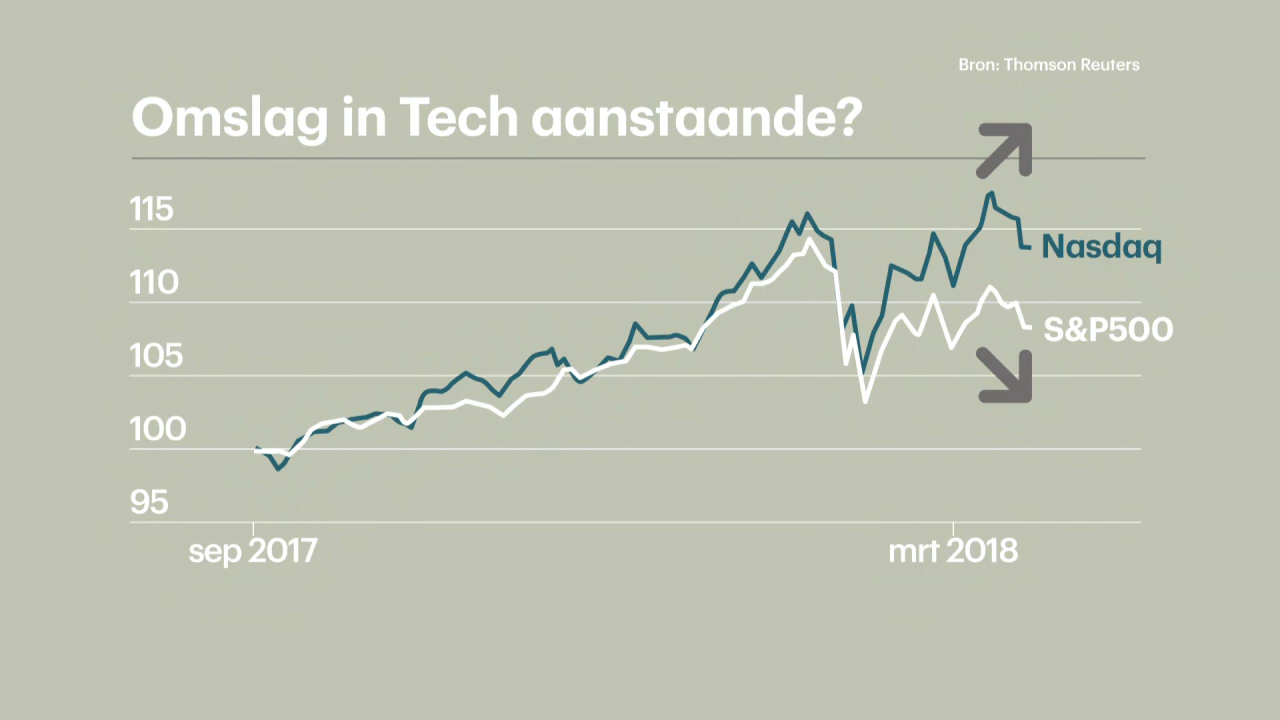 Bron: Thomson Reuters
Omslag in Tech aanstaande?
115
Nasdaq
110
S&P500
105
100
95
sep 2017 mrt 2018